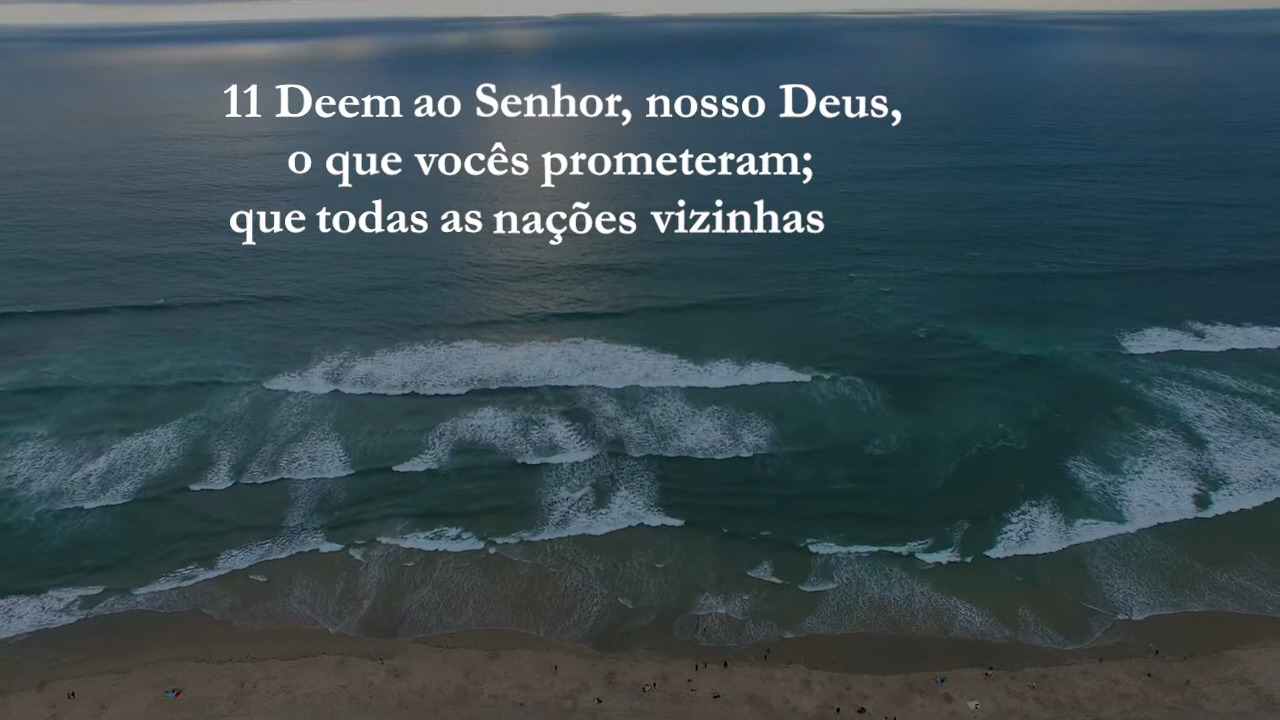 11 Deem ao Senhor, nosso Deus,
o que vocês prometeram;
que todas as nações vizinhas